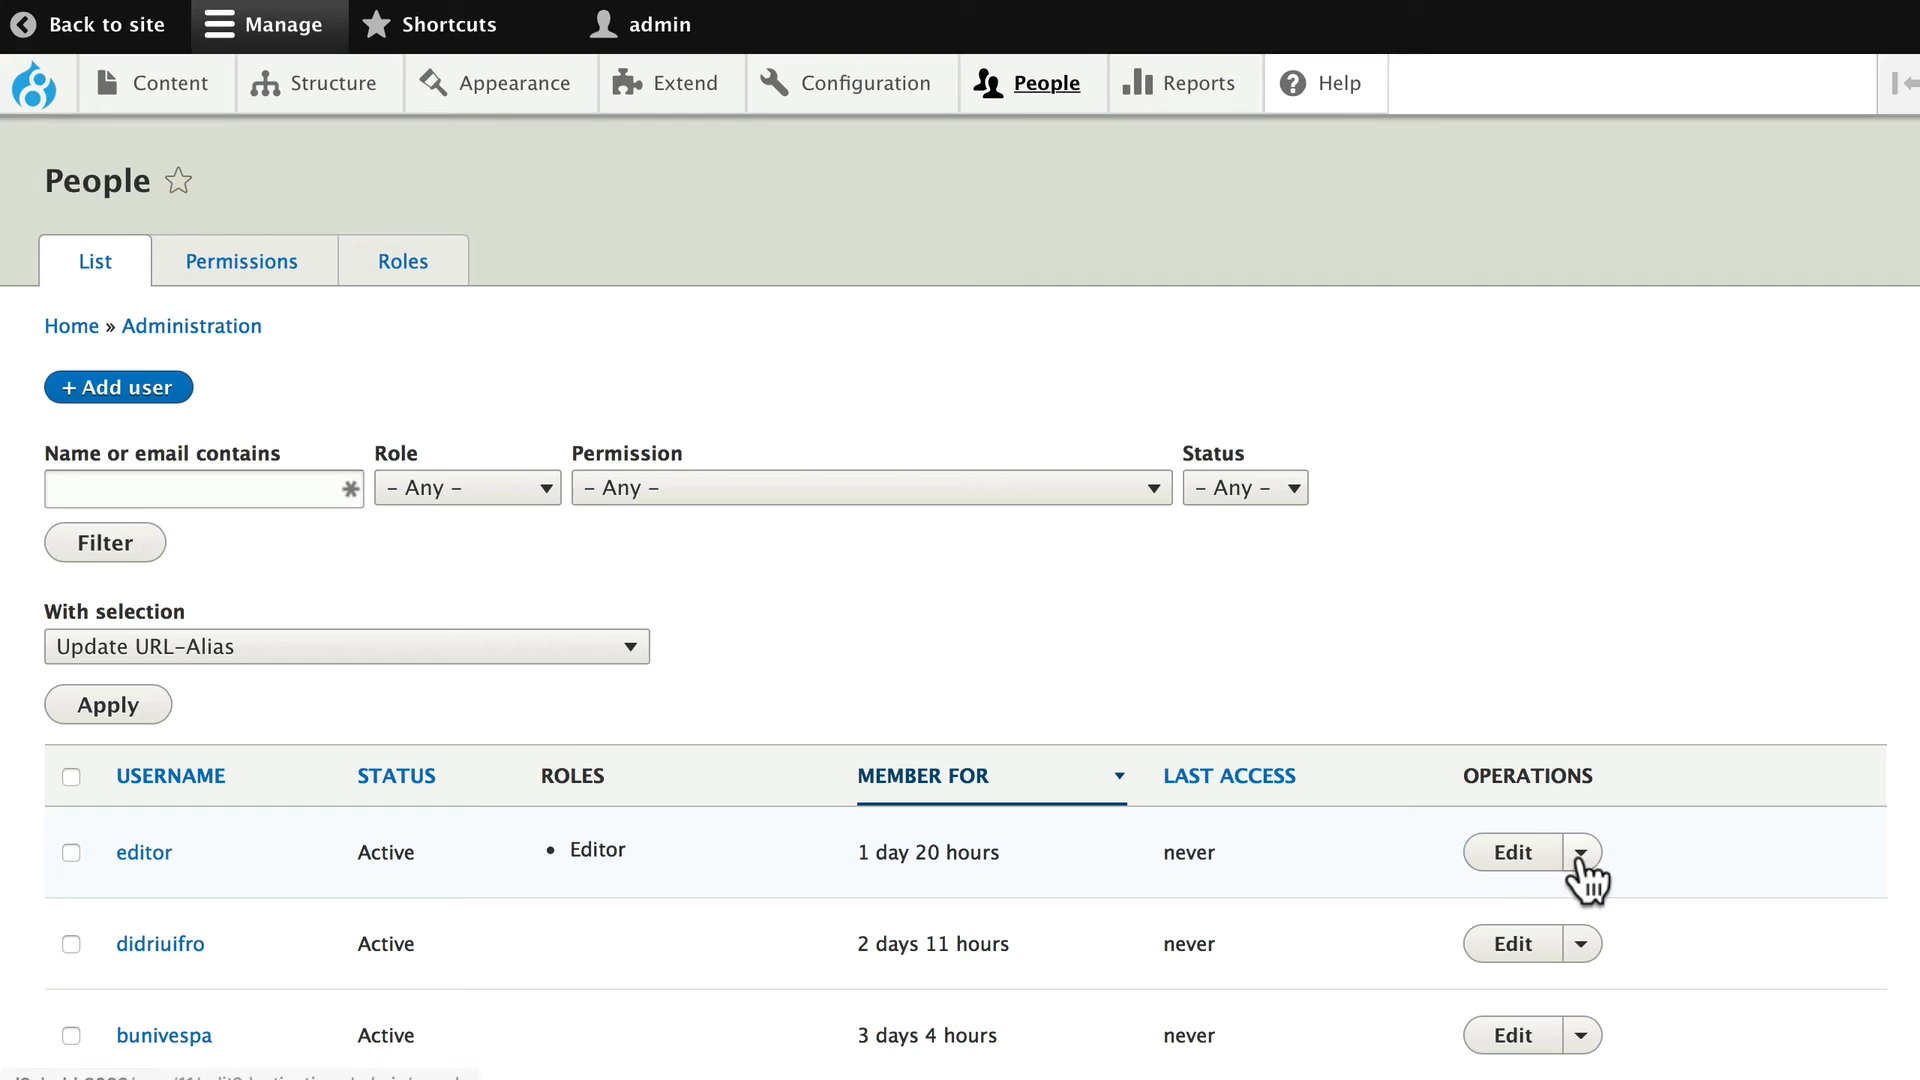 Back to site Manage Shortcuts admin
Content Structure Appearance Extend Configuration People Reports Help
People
List Permissions Roles
Home » Administration
+ Add user
Name or email contains Role Permission Status
- Any - - Any - - Any -
Filter
With selection
Update URL-Alias
Apply
USERNAME STATUS ROLES MEMBER FOR LAST ACCESS OPERATIONS
editor Active • Editor 1 day 20 hours never Edit
didriuifro Active 2 days 11 hours never Edit
bunivespa Active 3 days 4 hours never Edit